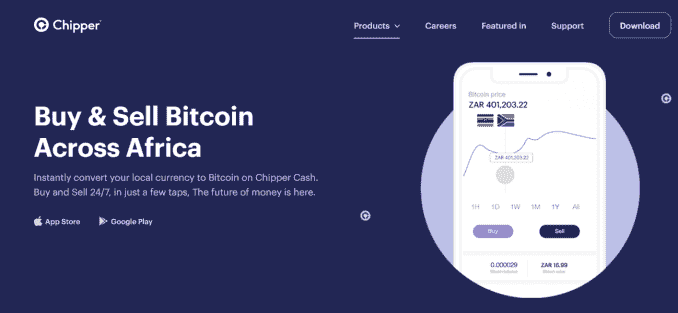 Chipper
Products
Careers
Featured in
Support
Download
Buy & Sell Bitcoin
Across Africa
Instantly convert your local currency to Bitcoin on Chipper Cash.
Buy and Sell 24/7, in just a few taps, The future of money is here.
App Store
Google Play
Bitcoin price
ZAR 401,203.22
ZAR 401,203.22
1H 1D 1W 1M 1Y All
Buy
Sell
0.000029
ZAR 16.99